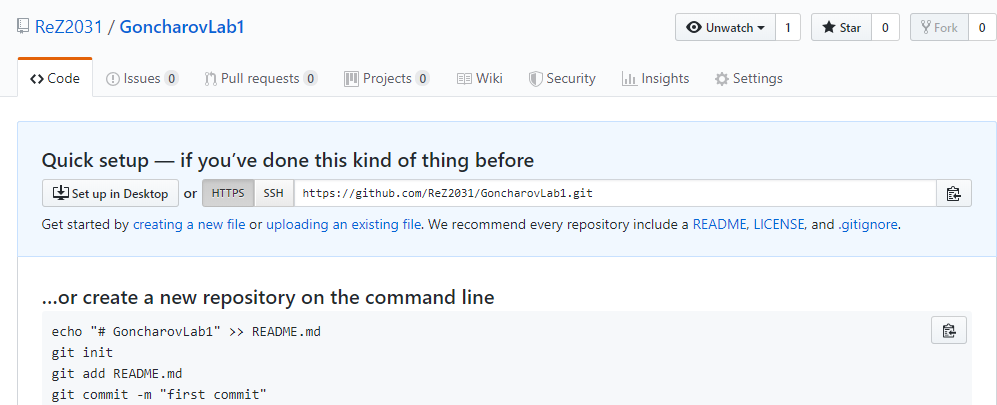 ReZ2031 / GoncharovLab1
Unwatch 1 Star 0 Fork 0
Code Issues 0 Pull requests 0 Projects 0 Wiki Security Insights Settings
Quick setup — if you’ve done this kind of thing before
Set up in Desktop or HTTPS SSH https://github.com/ReZ2031/GoncharovLab1.git
Get started by creating a new file or uploading an existing file. We recommend every repository include a README, LICENSE, and .gitignore.
…or create a new repository on the command line
echo "# GoncharovLab1" >> README.md
git init
git add README.md
git commit -m "first commit"